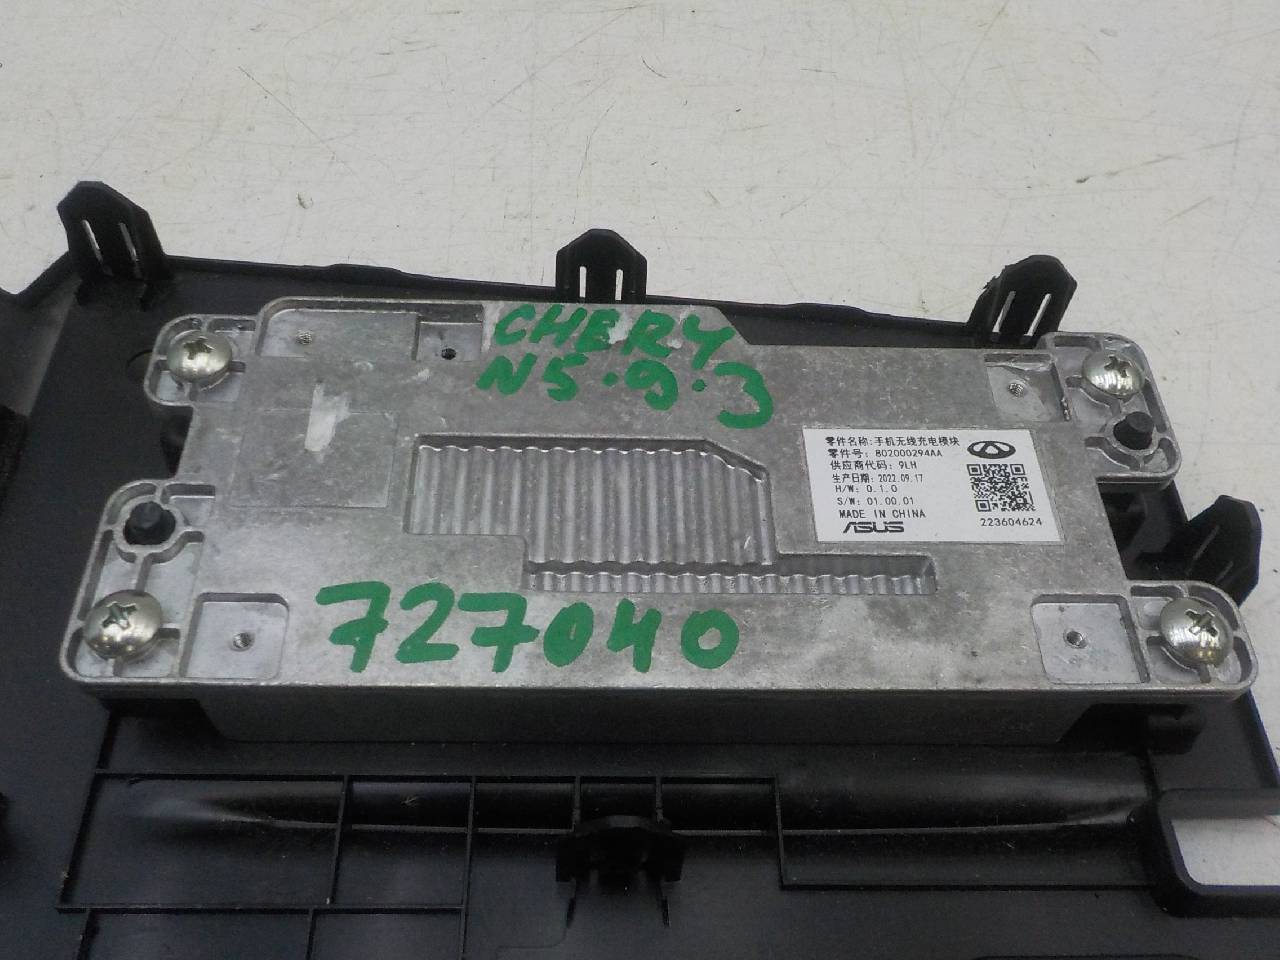 CHERY
N5.9.3
零件名称:手机无线充电模块
零件号: 802000294AA
供应商代码: 9LH
生产日期: 2022.09.17
H/W: 0.1.0
S/W: 01.00.01
MADE IN CHINA
ASUS
223604624
727040